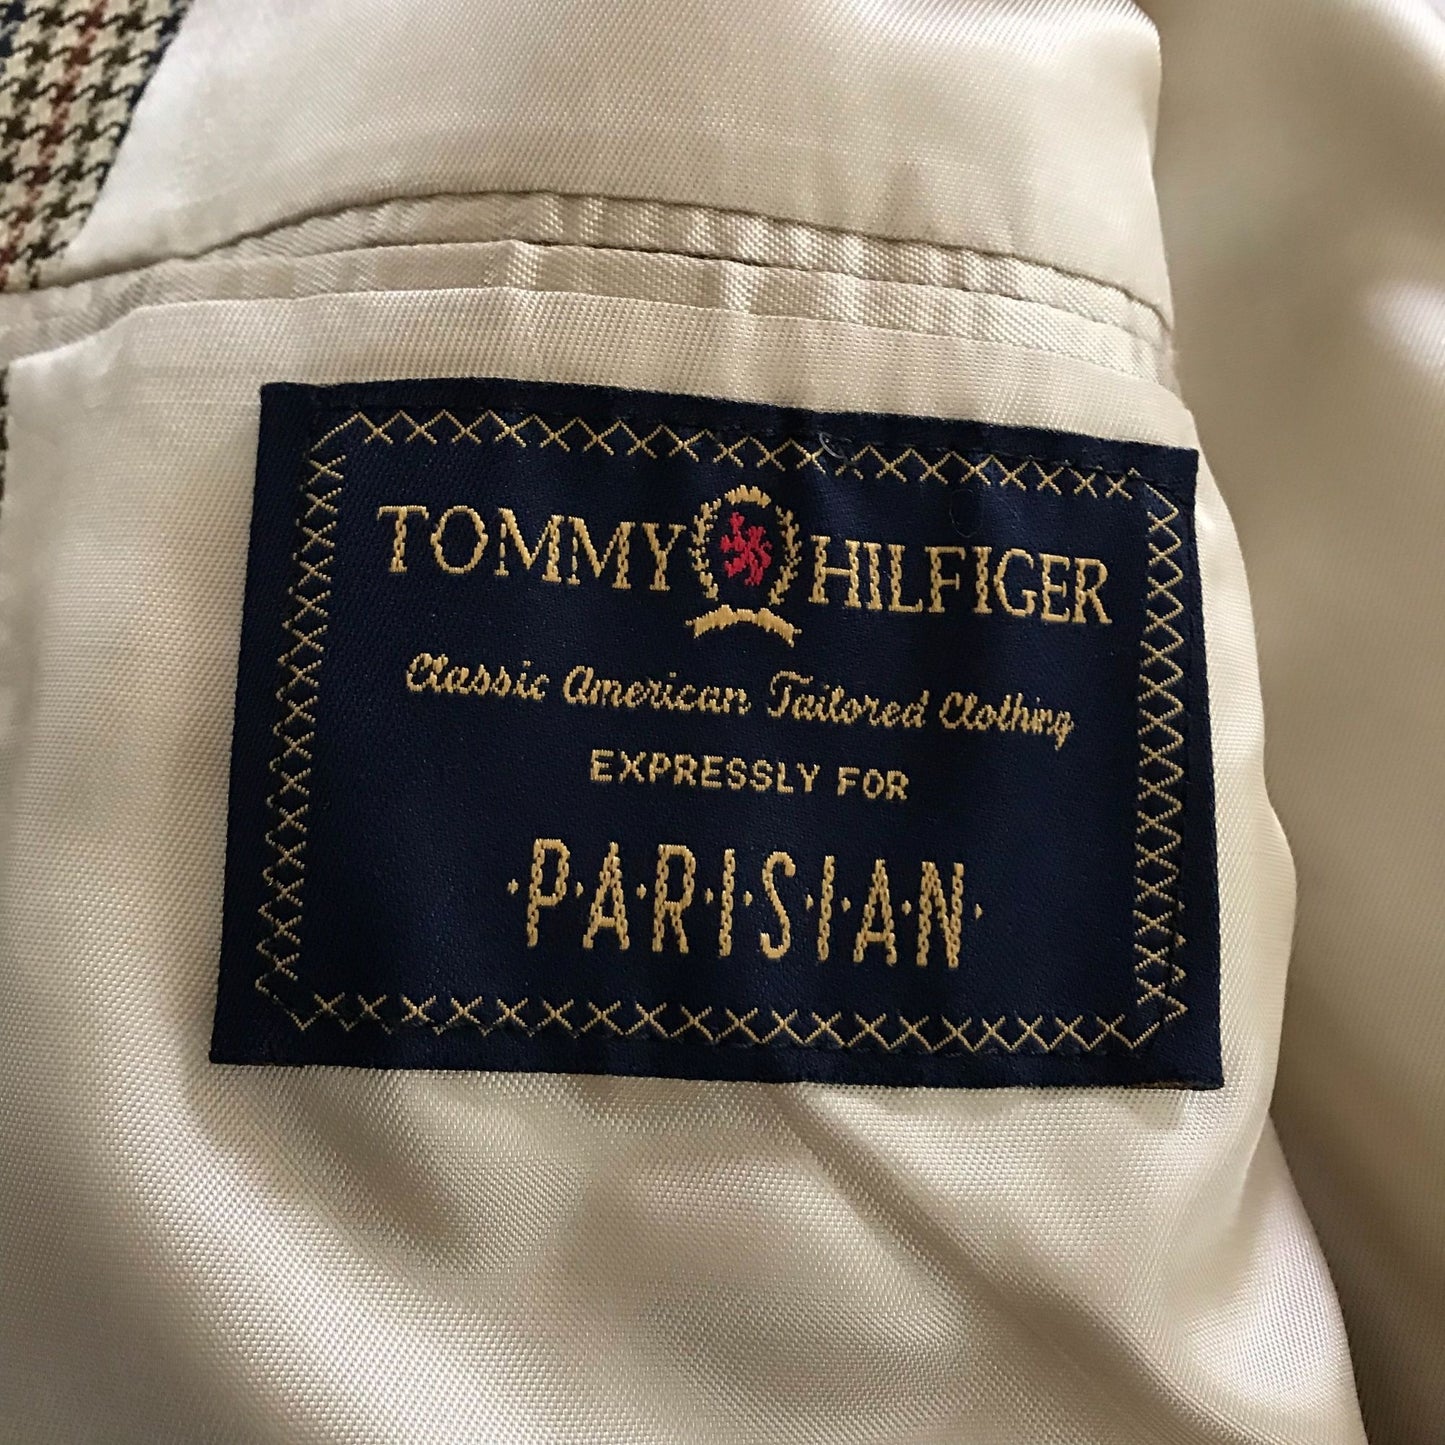 TOMMY HILFIGER
Classic American Tailored Clothing
EXPRESSLY FOR
·P·A·R·I·S·I·A·N·